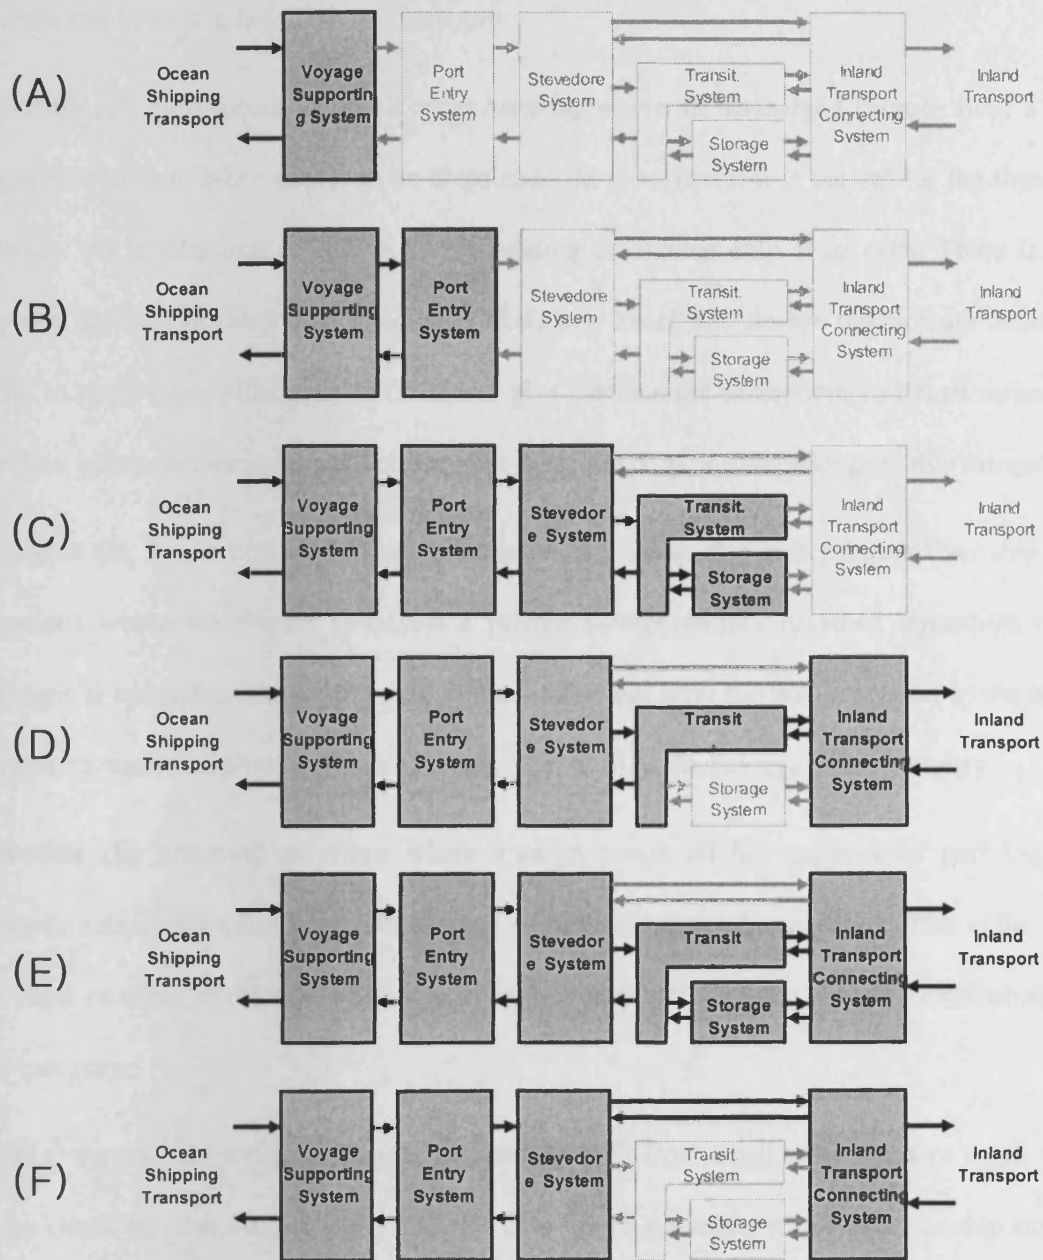 (A)
Ocean
Shipping
Transport
Voyage
Supportin
g System
Port
Entry
System
Stevedore
System
Transit.
System
Storage
System
Inland
Transport
Connecting
System
Inland
Transport
(B)
Ocean
Shipping
Transport
Voyage
Supporting
System
Port
Entry
System
Stevedore
System
Transit.
System
Storage
System
Inland
Transport
Connecting
System
Inland
Transport
(C)
Ocean
Shipping
Transport
Voyage
Supporting
System
Port
Entry
System
Stevedor
e System
Transit.
System
Storage
System
Inland
Transport
Connecting
System
Inland
Transport
(D)
Ocean
Shipping
Transport
Voyage
Supporting
System
Port
Entry
System
Stevedor
e System
Transit
Storage
System
Inland
Transport
Connecting
System
Inland
Transport
(E)
Ocean
Shipping
Transport
Voyage
Supporting
System
Port
Entry
System
Stevedor
e System
Transit
Storage
System
Inland
Transport
Connecting
System
Inland
Transport
(F)
Ocean
Shipping
Transport
Voyage
Supporting
System
Port
Entry
System
Stevedor
e System
Transit
System
Storage
System
Inland
Transport
Connecting
System
Inland
Transport